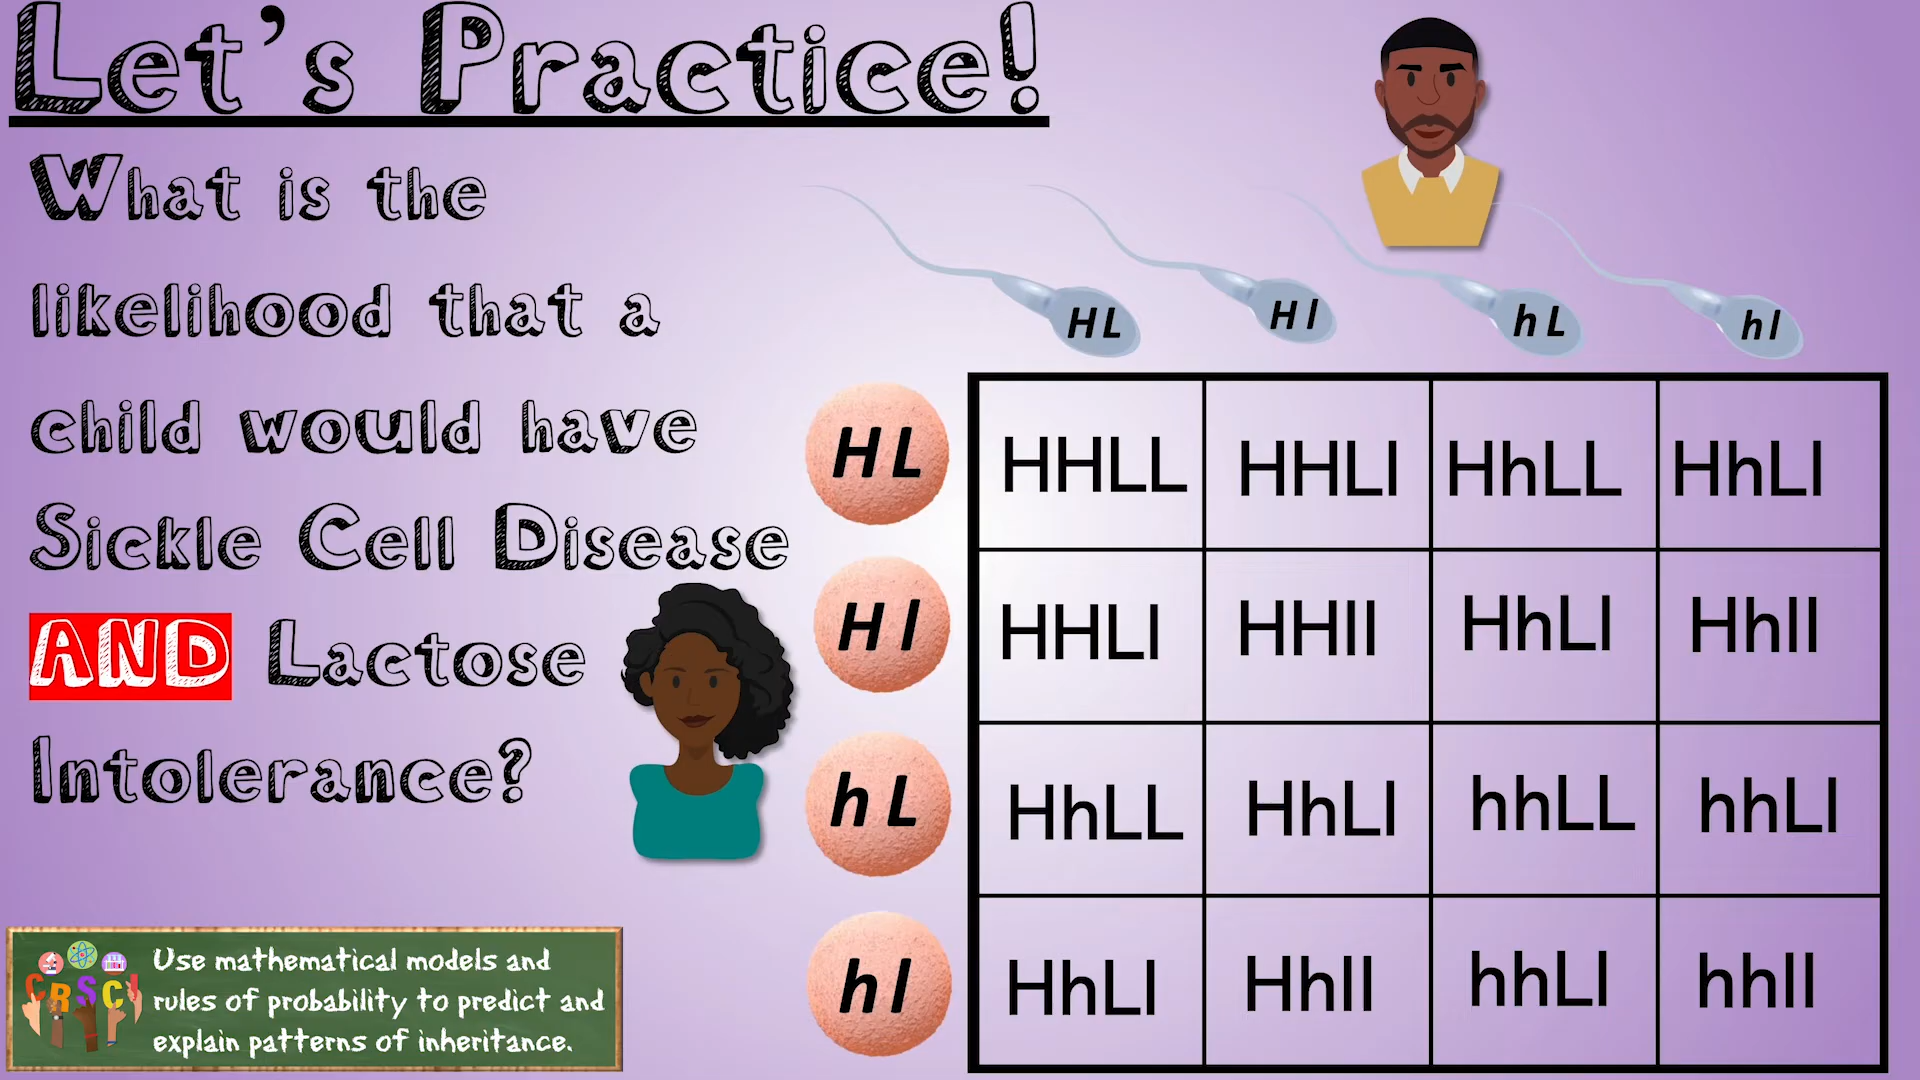 Let's Practice!
What is the
likelihood that a
child would have
Sickle Cell Disease
AND Lactose
Intolerance?
HL Hl hL hl
HL HHLL HHLl HhLL HhLl
Hl HHLl HHll HhLl Hhll
hL HhLL HhLl hhLL hhLl
hl HhLl Hhll hhLl hhll
CRSCI
Use mathematical models and
rules of probability to predict and
explain patterns of inheritance.